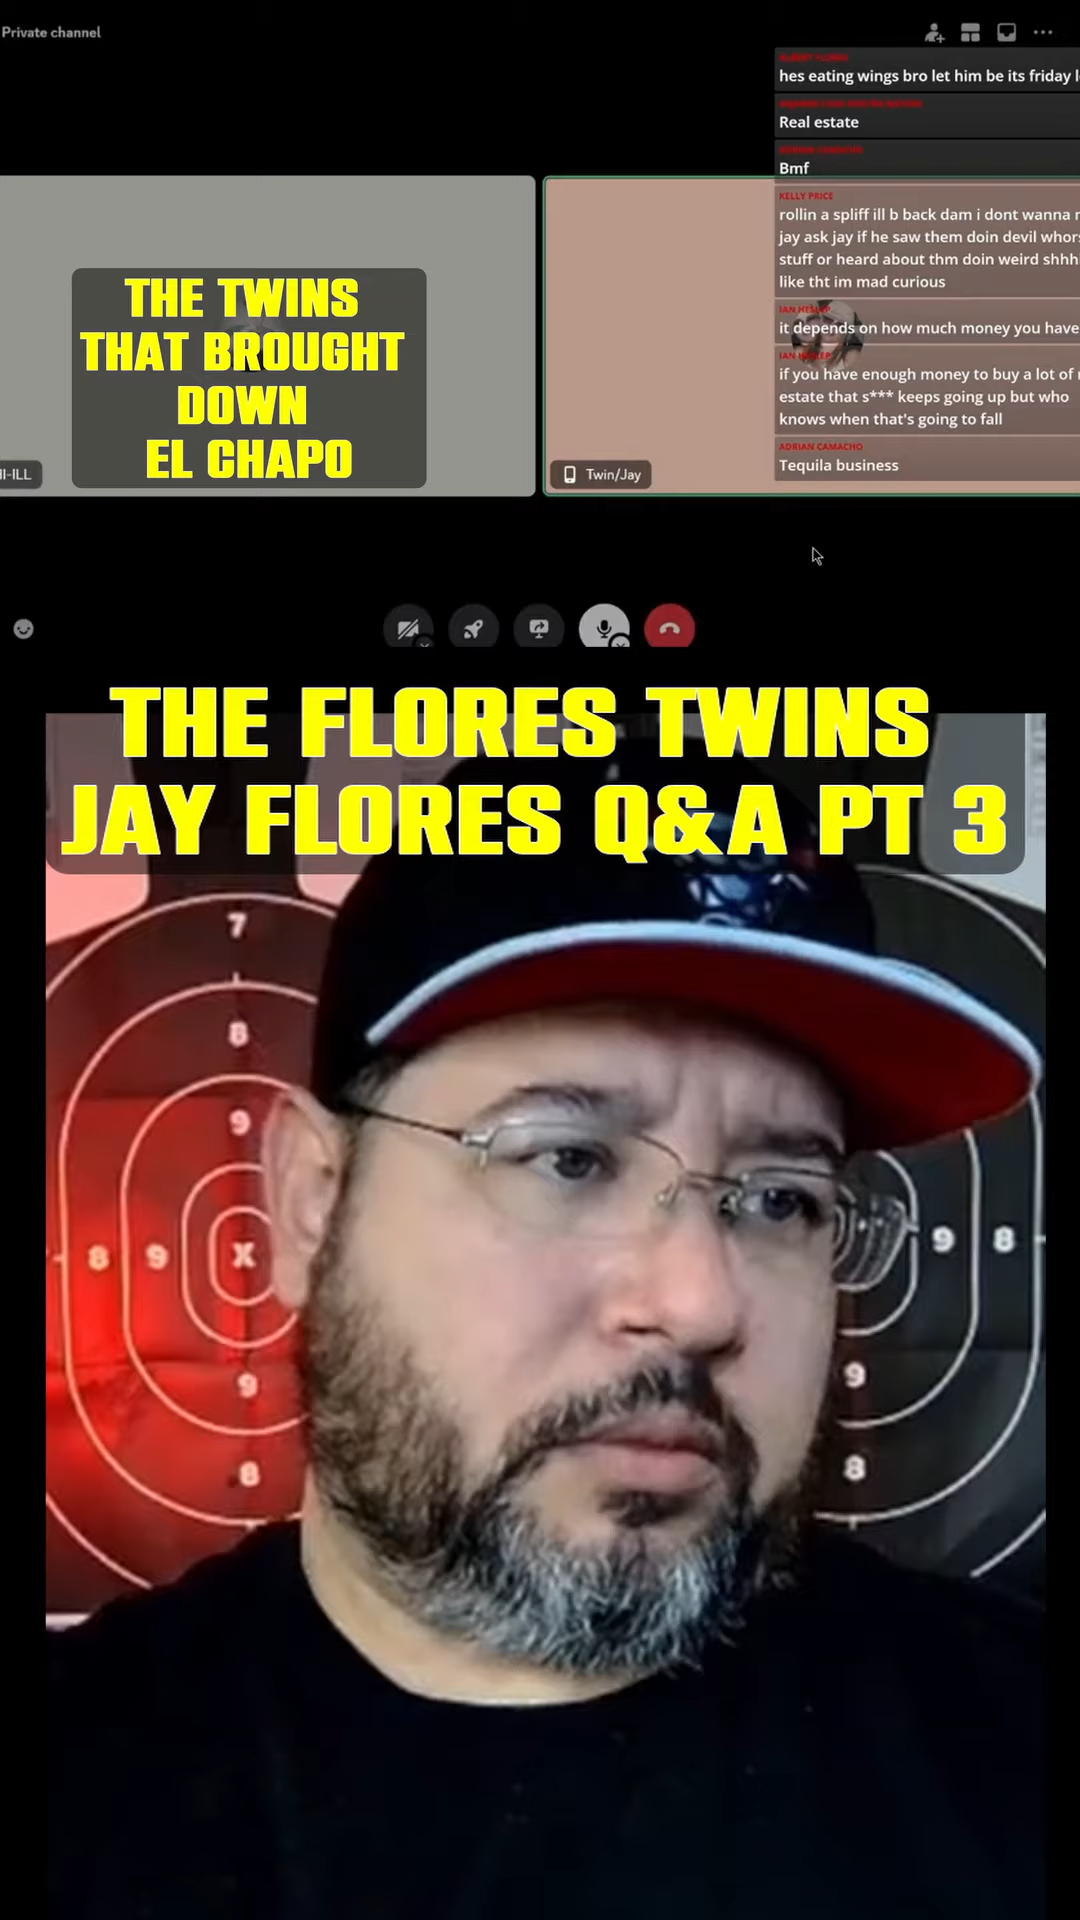 Private channel
hes eating wings bro let him be its friday
Real estate
ADRIAN CAMACHO
Bmf
KELLY PRICE
rollin a spliff ill b back dam i dont wanna
jay ask jay if he saw them doin devil
stuff or heard about thm doin weird
like tht im mad curious
it depends on how much money you have
if you have enough money to buy a lot of
estate that s*** keeps going up but who
knows when that's going to fall
ADRIAN CAMACHO
Tequila business
THE TWINS
THAT BROUGHT
DOWN
EL CHAPO
Twin/Jay
THE FLORES TWINS
JAY FLORES Q&A PT 3
7
8
9
8 9 X
9 8
9
9
8
8